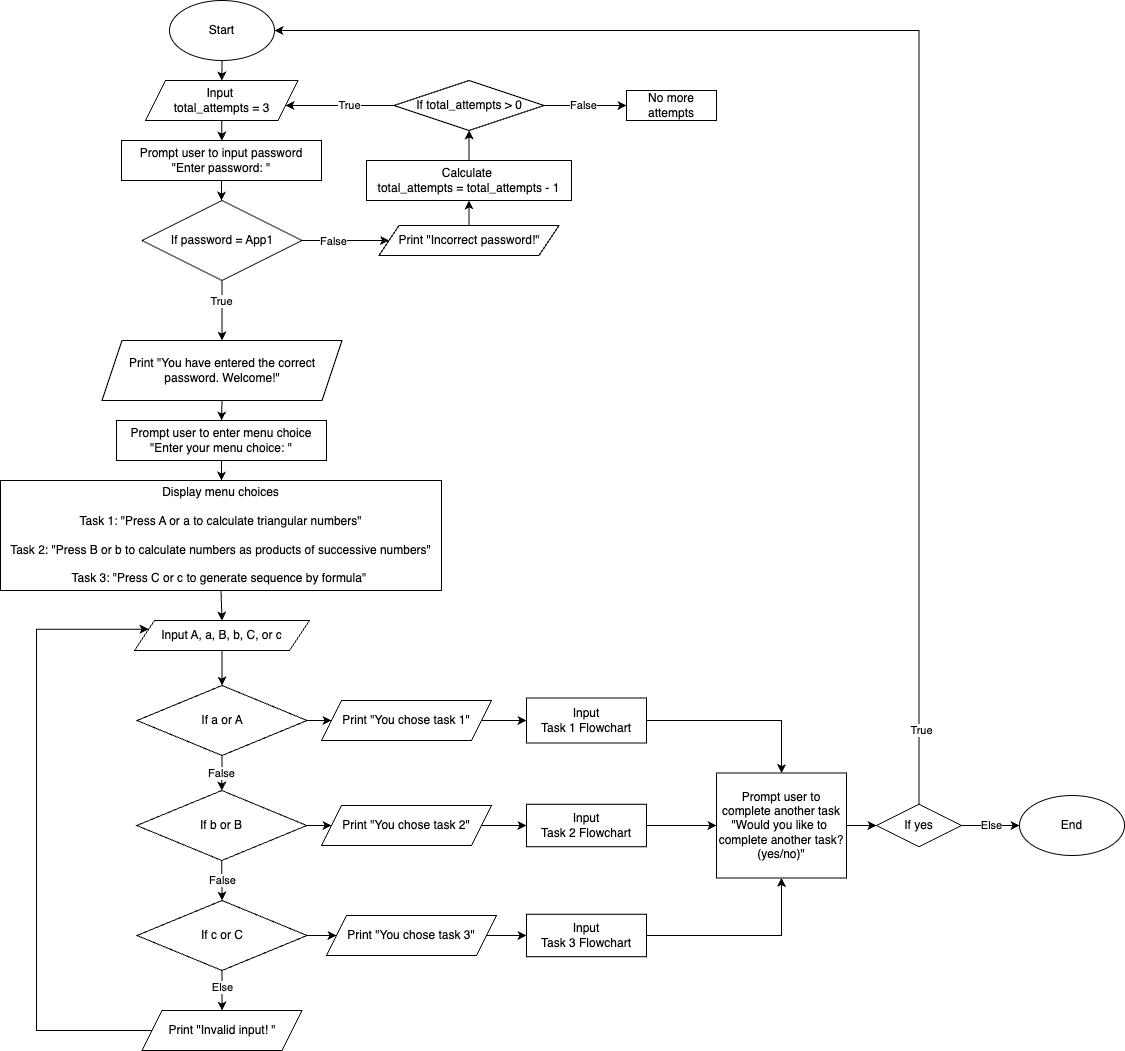 Start
Input
total_attempts = 3
True
If total_attempts > 0
False
No more
attempts
Prompt user to input password
"Enter password: "
Calculate
total_attempts = total_attempts - 1
If password = App1
False
Print "Incorrect password!"
True
Print "You have entered the correct
password. Welcome!"
Prompt user to enter menu choice
"Enter your menu choice: "
Display menu choices
Task 1: "Press A or a to calculate triangular numbers"
Task 2: "Press B or b to calculate numbers as products of successive numbers"
Task 3: "Press C or c to generate sequence by formula"
Input A, a, B, b, C, or c
If a or A
Print "You chose task 1"
Input
Task 1 Flowchart
False
If b or B
Print "You chose task 2"
Input
Task 2 Flowchart
Prompt user to
complete another task
"Would you like to
complete another task?
(yes/no)"
True
If yes
Else
End
False
If c or C
Print "You chose task 3"
Input
Task 3 Flowchart
Else
Print "Invalid input! "